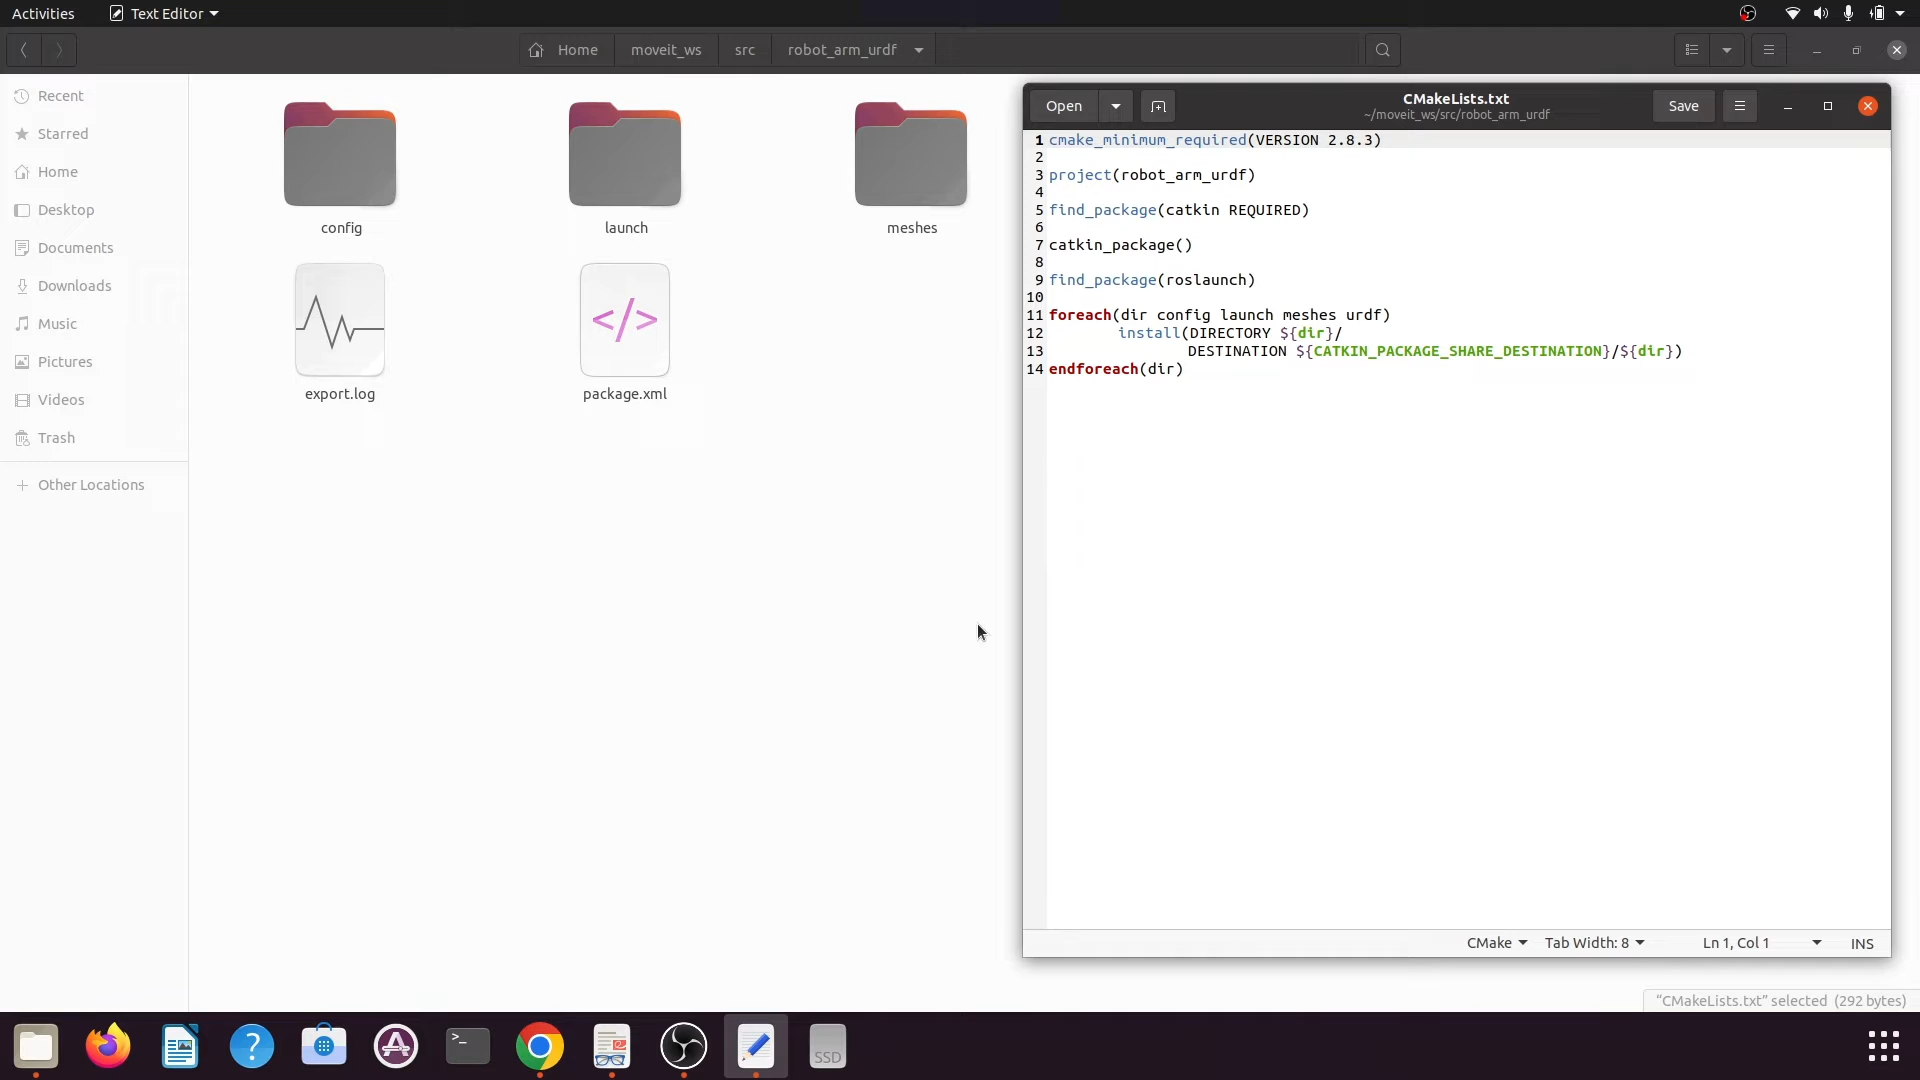 Activities
Text Editor
Home
moveit_ws
src
robot_arm_urdf
Recent
Starred
Home
Desktop
Documents
Downloads
Music
Pictures
Videos
Trash
Other Locations
config
launch
meshes
export.log
package.xml
Open
CMakeLists.txt
~/moveit_ws/src/robot_arm_urdf
Save
1 cmake_minimum_required(VERSION 2.8.3)
2
3 project(robot_arm_urdf)
4
5 find_package(catkin REQUIRED)
6
7 catkin_package()
8
9 find_package(roslaunch)
10
11 foreach(dir config launch meshes urdf)
12 install(DIRECTORY ${dir}/
13 DESTINATION ${CATKIN_PACKAGE_SHARE_DESTINATION}/${dir})
14 endforeach(dir)
CMake
Tab Width: 8
Ln 1, Col 1
INS
"CMakeLists.txt" selected (292 bytes)
SSD